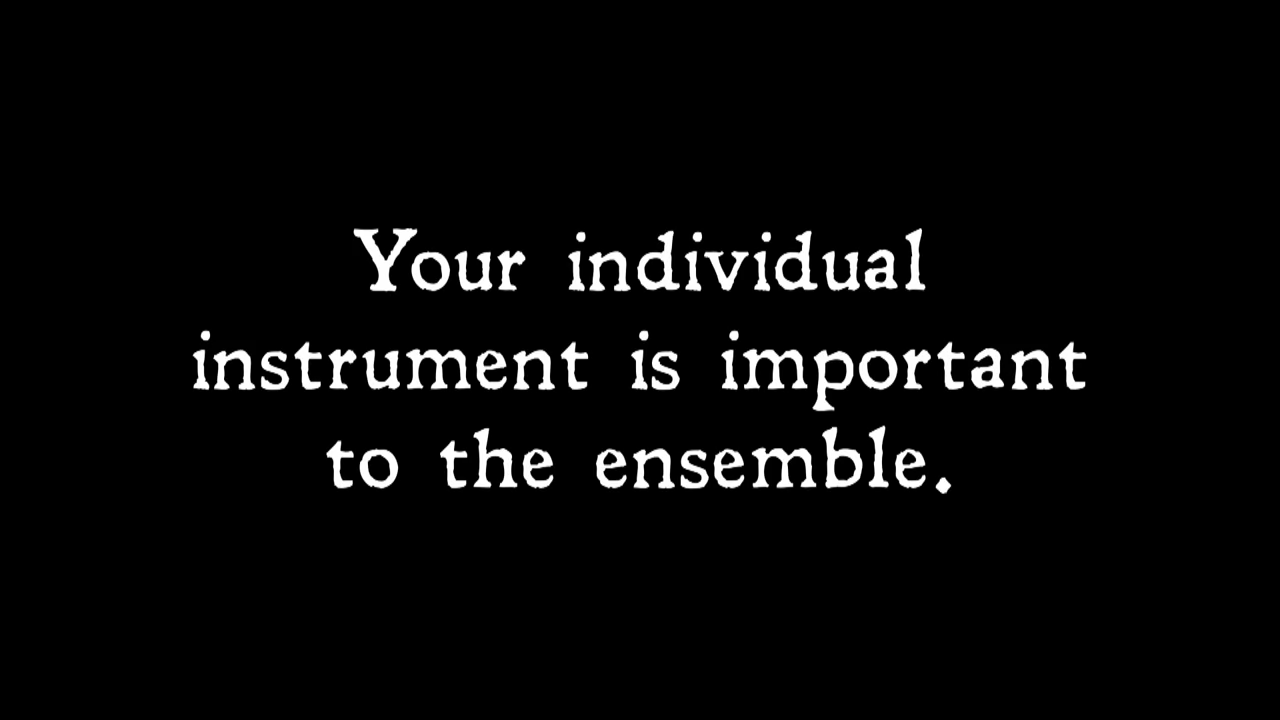 Your individual
instrument is important
to the ensemble.